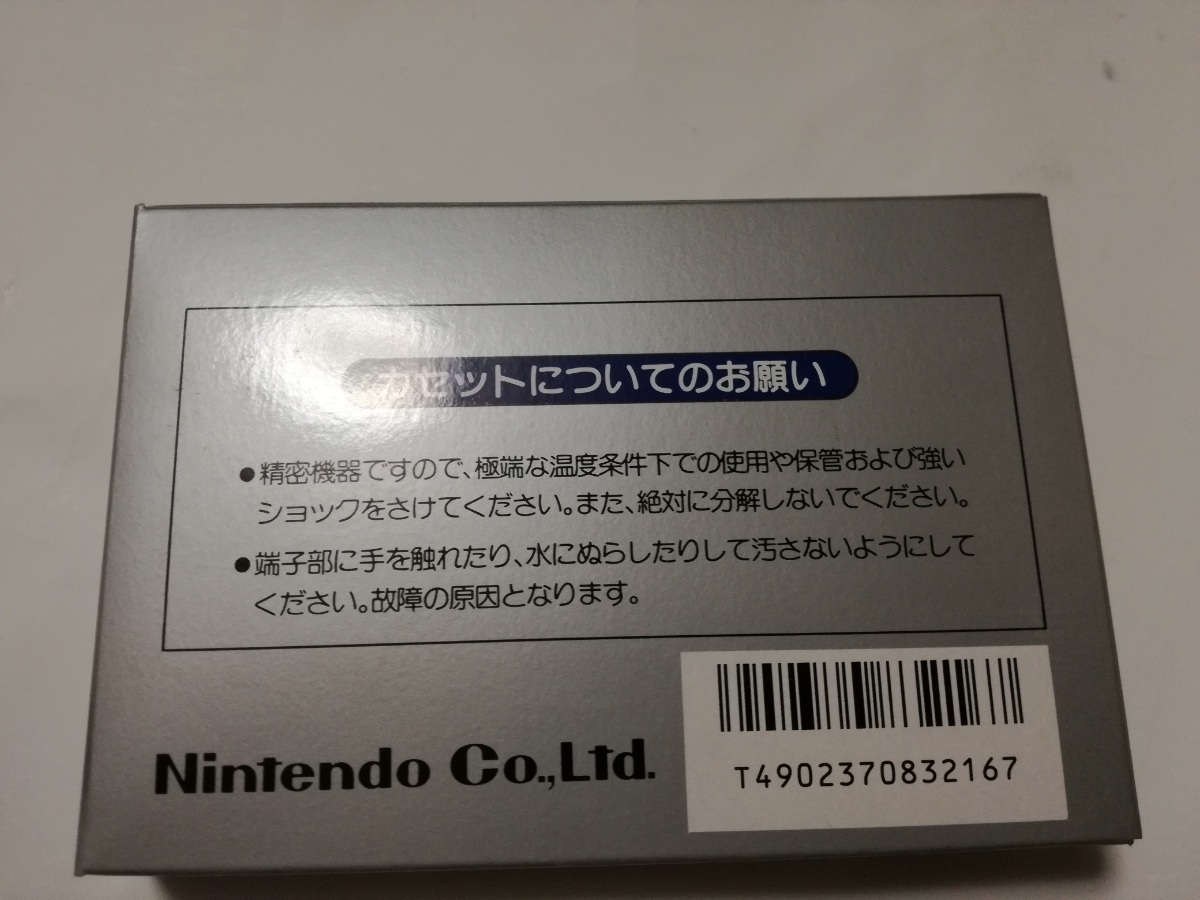 カセットについてのお願い
●精密機器ですので、極端な温度条件下での使用や保管および強い
ショックをさけてください。また、絶対に分解しないでください。
●端子部に手を触れたり、水にぬらしたりして汚さないようにして
ください。故障の原因となります。
Nintendo Co.,Ltd.
T4902370832167